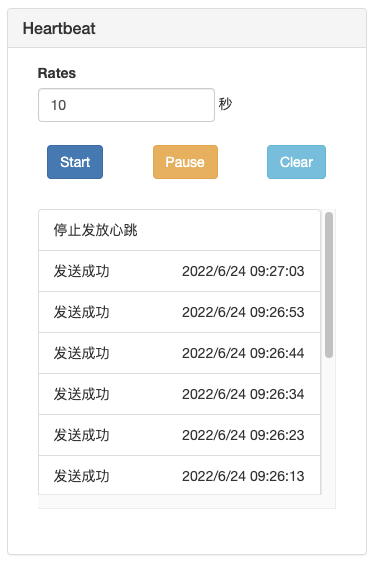 Heartbeat
Rates
10 秒
Start Pause Clear
停止发放心跳
发送成功 2022/6/24 09:27:03
发送成功 2022/6/24 09:26:53
发送成功 2022/6/24 09:26:44
发送成功 2022/6/24 09:26:34
发送成功 2022/6/24 09:26:23
发送成功 2022/6/24 09:26:13